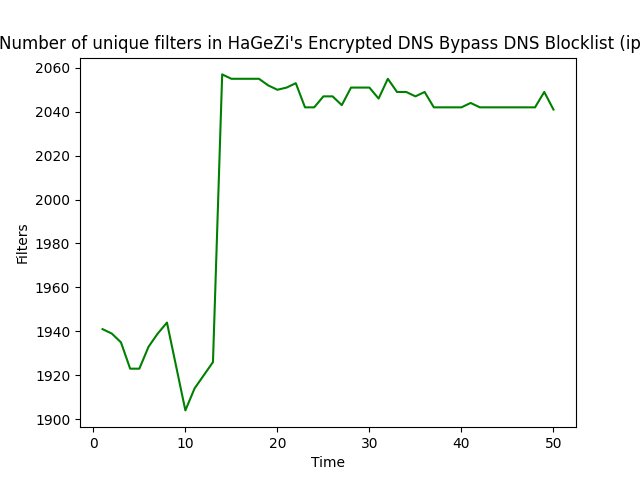 Number of unique filters in HaGeZi's Encrypted DNS Bypass DNS Blocklist (ip
2060
2040
2020
2000
1980
1960
1940
1920
1900
Filters
0 10 20 30 40 50
Time